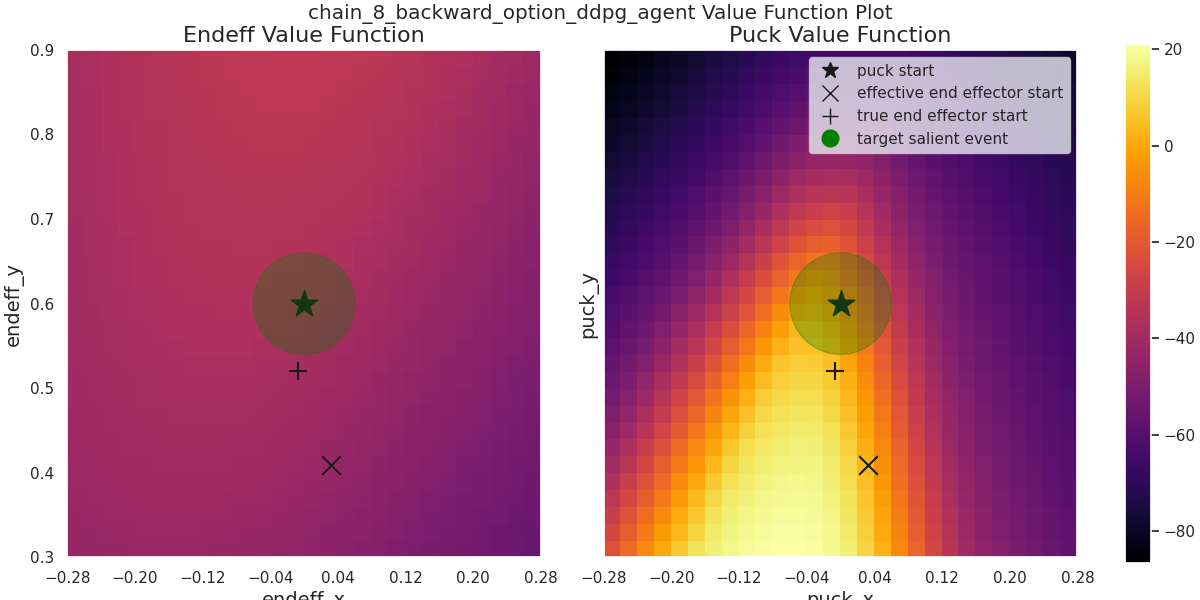 chain_8_backward_option_ddpg_agent Value Function Plot
Endeff Value Function
Puck Value Function
0.9
0.8
0.7
0.6
0.5
0.4
0.3
endeff_y
−0.28 −0.20 −0.12 −0.04 0.04 0.12 0.20 0.28
endeff_x
puck start
effective end effector start
true end effector start
target salient event
puck_y
−0.28 −0.20 −0.12 −0.04 0.04 0.12 0.20 0.28
puck_x
20
0
−20
−40
−60
−80